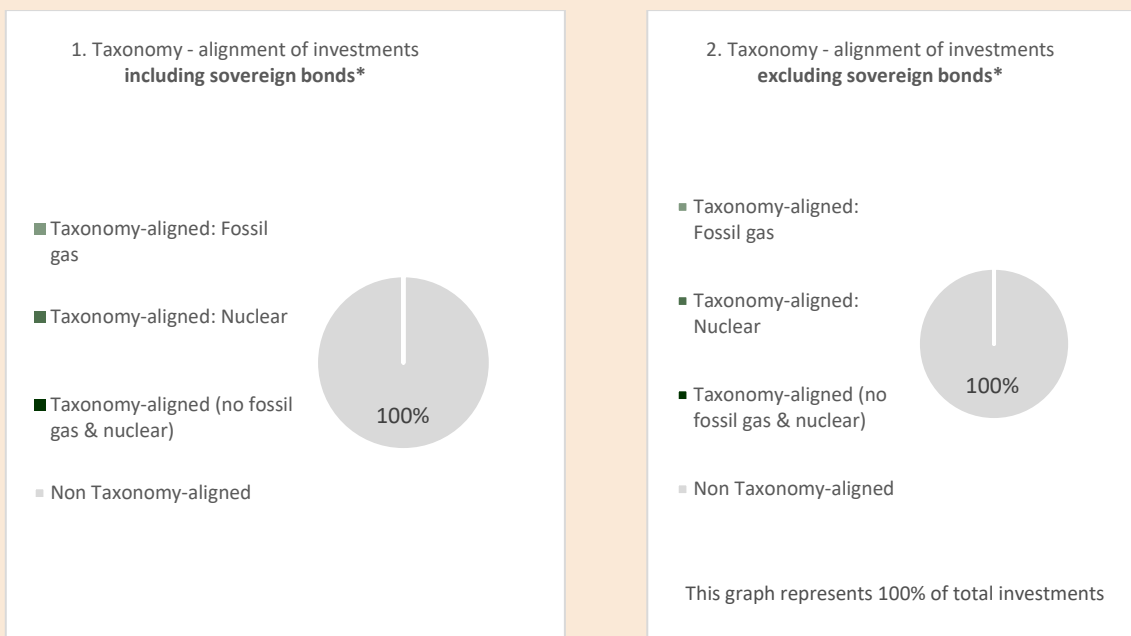 1. Taxonomy - alignment of investments
including sovereign bonds*
Taxonomy-aligned: Fossil
gas
Taxonomy-aligned: Nuclear
Taxonomy-aligned (no fossil
gas & nuclear)
Non Taxonomy-aligned
100%
2. Taxonomy - alignment of investments
excluding sovereign bonds*
Taxonomy-aligned:
Fossil gas
Taxonomy-aligned:
Nuclear
Taxonomy-aligned (no
fossil gas & nuclear)
Non Taxonomy-aligned
100%
This graph represents 100% of total investments